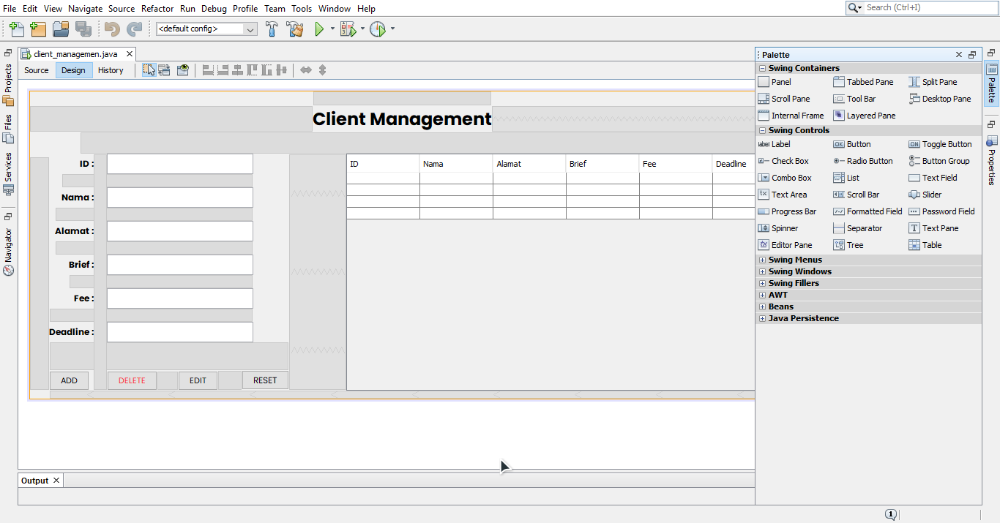 File Edit View Navigate Source Refactor Run Debug Profile Team Tools Window Help
Search (Ctrl+I)
<default config>
client_managemen.java
Source Design History
Projects
Files
Services
Navigator
Client Management
ID :
Nama :
Alamat :
Brief :
Fee :
Deadline :
ADD DELETE EDIT RESET
ID Nama Alamat Brief Fee Deadline
Output
Palette
Swing Containers
Panel Tabbed Pane Split Pane
Scroll Pane Tool Bar Desktop Pane
Internal Frame Layered Pane
Swing Controls
label Label OK Button ON Toggle Button
Check Box Radio Button Button Group
Combo Box List Text Field
Text Area Scroll Bar Slider
Progress Bar Formatted Field Password Field
Spinner Separator T Text Pane
Editor Pane Tree Table
Swing Menus
Swing Windows
Swing Fillers
AWT
Beans
Java Persistence
Palette
Properties
1